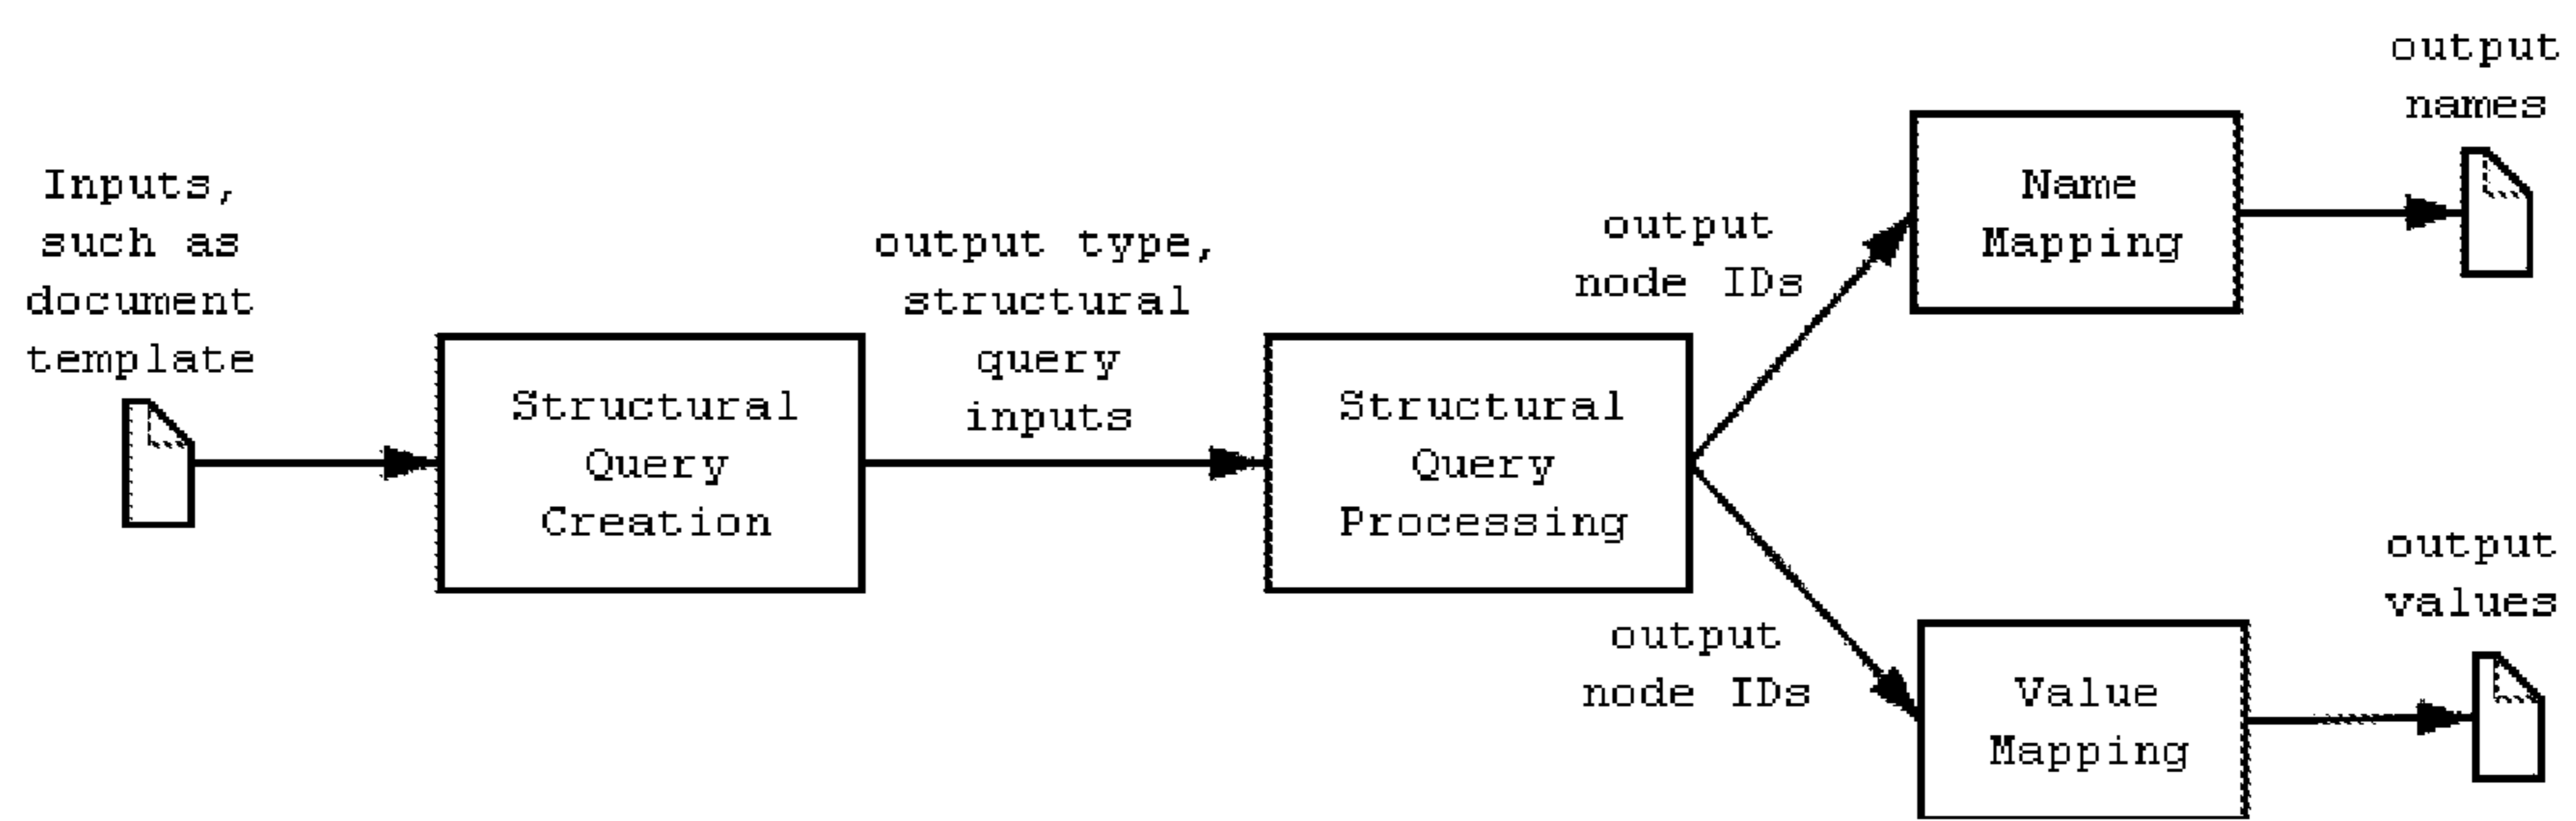 Inputs,
such as
document
template
Structural
Query
Creation
output type,
structural
query
inputs
Structural
Query
Processing
output
node IDs
Name
Mapping
output
names
output
node IDs
Value
Mapping
output
values